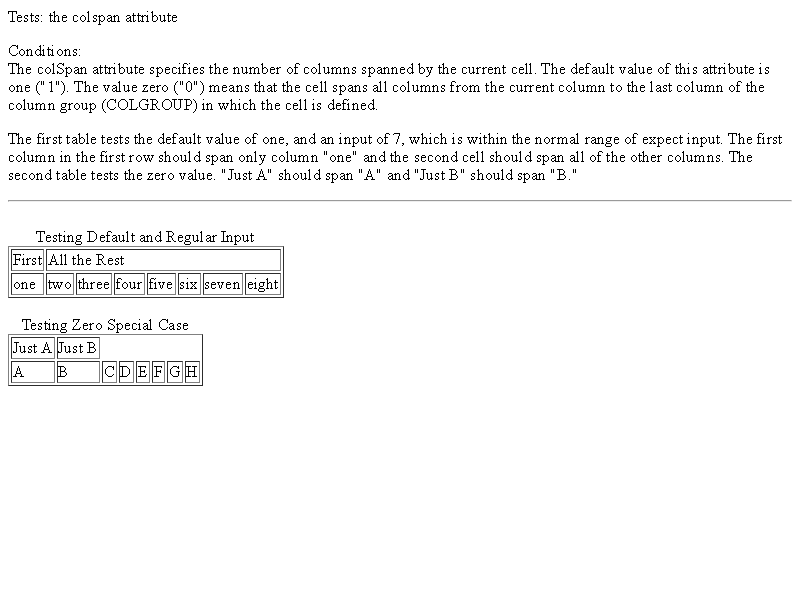 Tests: the colspan attribute
Conditions:
The colSpan attribute specifies the number of columns spanned by the current cell. The default value of this attribute is
one ("1"). The value zero ("0") means that the cell spans all columns from the current column to the last column of the
column group (COLGROUP) in which the cell is defined.
The first table tests the default value of one, and an input of 7, which is within the normal range of expect input. The first
column in the first row should span only column "one" and the second cell should span all of the other columns. The
second table tests the zero value. "Just A" should span "A" and "Just B" should span "B."
Testing Default and Regular Input
First All the Rest
one two three four five six seven eight
Testing Zero Special Case
Just A Just B
A B C D E F G H